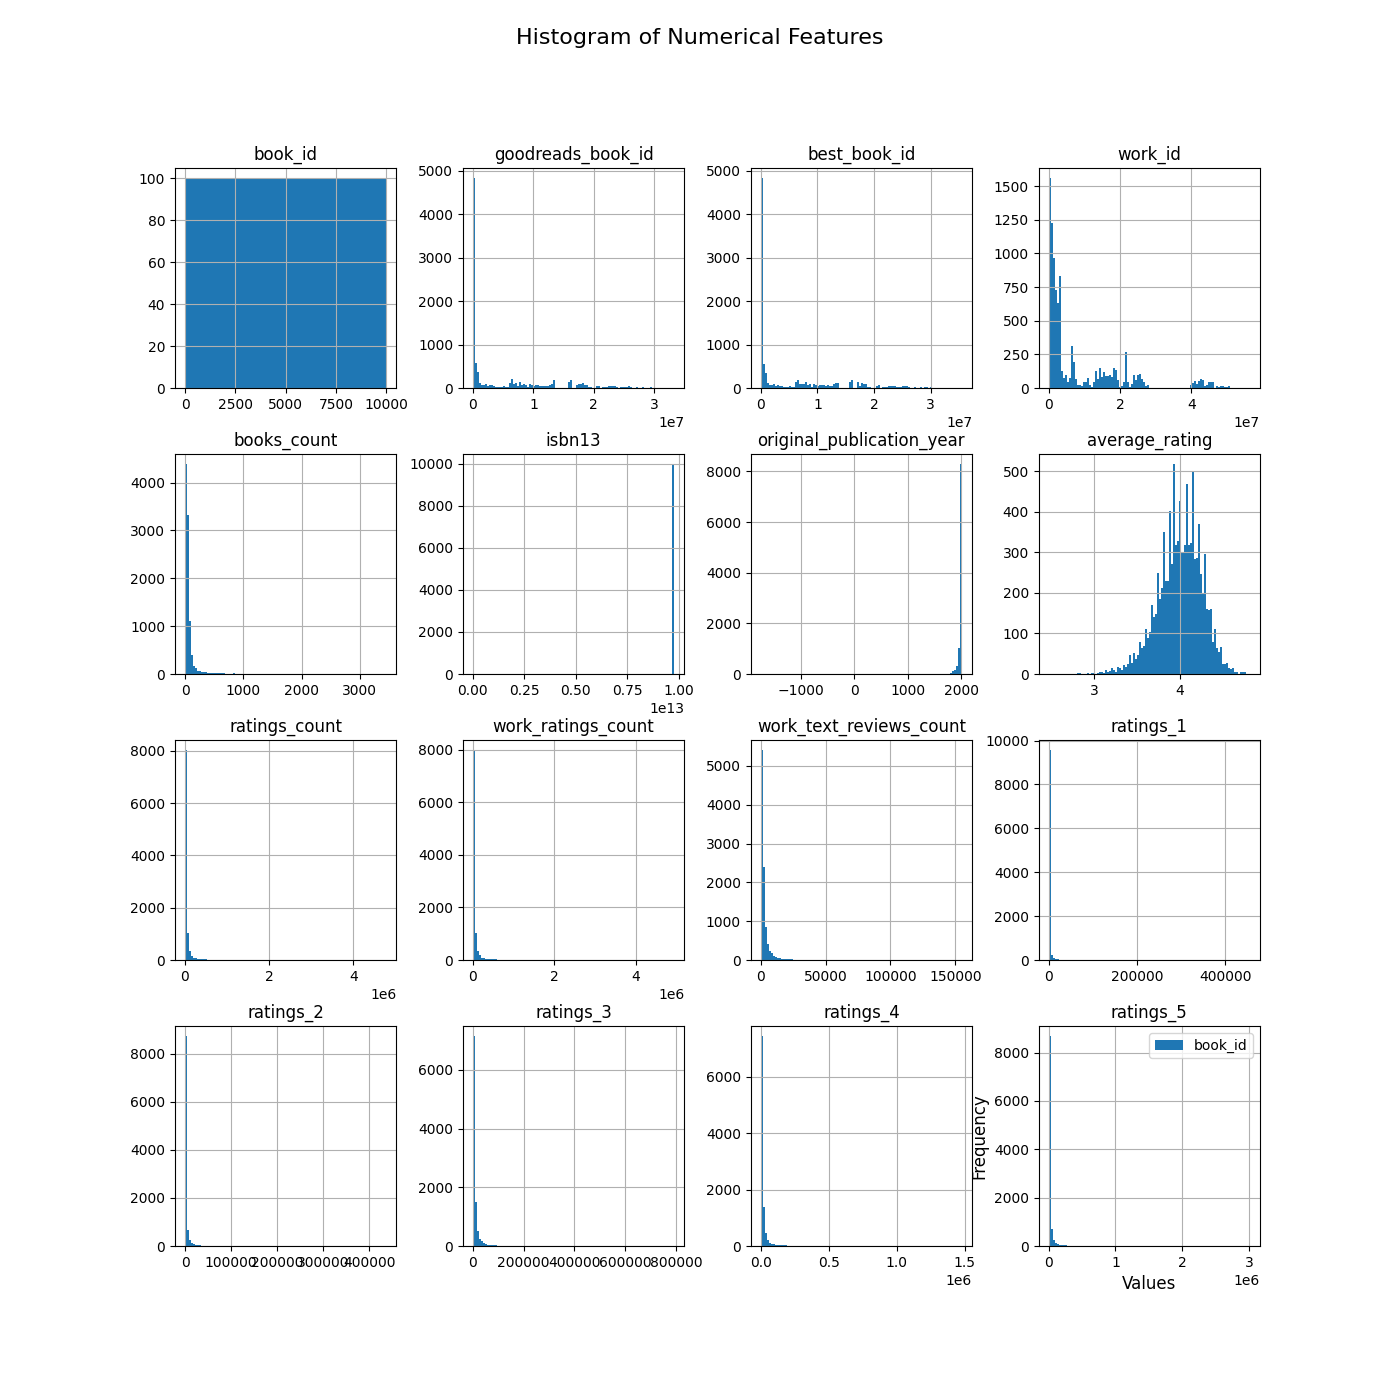 Histogram of Numerical Features
book_id
100
80
60
40
20
0
0 2500 5000 7500 10000
goodreads_book_id
5000
4000
3000
2000
1000
0
0 1 2 3
1e7
best_book_id
5000
4000
3000
2000
1000
0
0 1 2 3
1e7
work_id
1500
1250
1000
750
500
250
0
0 2 4
1e7
books_count
4000
3000
2000
1000
0
0 1000 2000 3000
isbn13
10000
8000
6000
4000
2000
0
0.00 0.25 0.50 0.75 1.00
1e13
original_publication_year
8000
6000
4000
2000
0
−1000 0 1000 2000
average_rating
500
400
300
200
100
0
3 4
ratings_count
8000
6000
4000
2000
0
0 2 4
1e6
work_ratings_count
8000
6000
4000
2000
0
0 2 4
1e6
work_text_reviews_count
5000
4000
3000
2000
1000
0
0 50000 100000 150000
ratings_1
10000
8000
6000
4000
2000
0
0 200000 400000
ratings_2
8000
6000
4000
2000
0
0 100000 200000 300000 400000
ratings_3
6000
4000
2000
0
0 200000 400000 600000 800000
ratings_4
6000
4000
2000
0
0.0 0.5 1.0 1.5
1e6
ratings_5
book_id
Frequency
8000
6000
4000
2000
0
0 1 2 3
1e6
Values